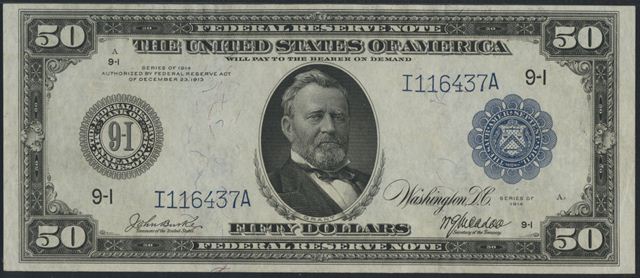 50 FEDERAL RESERVE NOTE 50
THE UNITED STATES OF AMERICA
WILL PAY TO THE BEARER ON DEMAND
A
9-I
SERIES OF 1914
AUTHORIZED BY FEDERAL RESERVE ACT
OF DECEMBER 23, 1913
I116437A 9-I
9-I
9-I I116437A
GRANT
Washington, D.C.
SERIES OF
1914
A
John Burke
Treasurer of the United States.
FIFTY DOLLARS
9-I
Secretary of the Treasury.
50 FEDERAL RESERVE NOTE 50